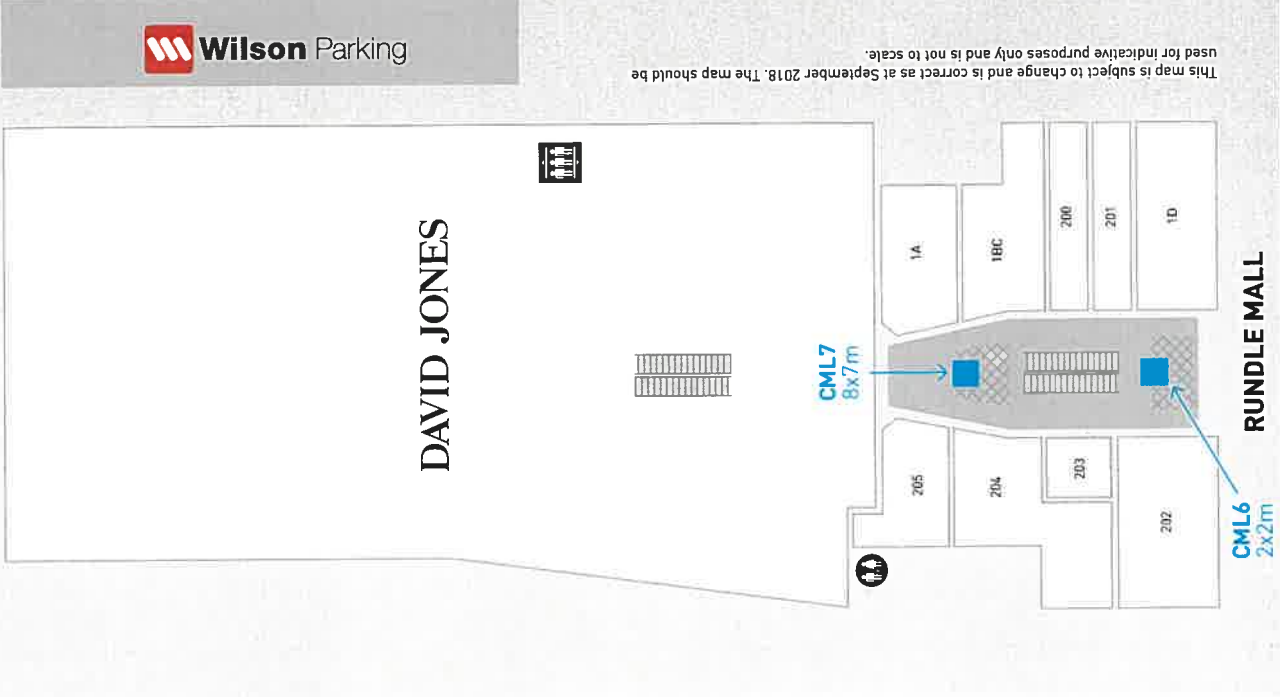 Wilson Parking
This map is subject to change and is correct as at September 2018. The map should be
used for indicative purposes only and is not to scale.
DAVID JONES
1A
1BC
200
201
1D
CML7
8x7m
RUNDLE MALL
205
204
203
202
CML6
2x2m